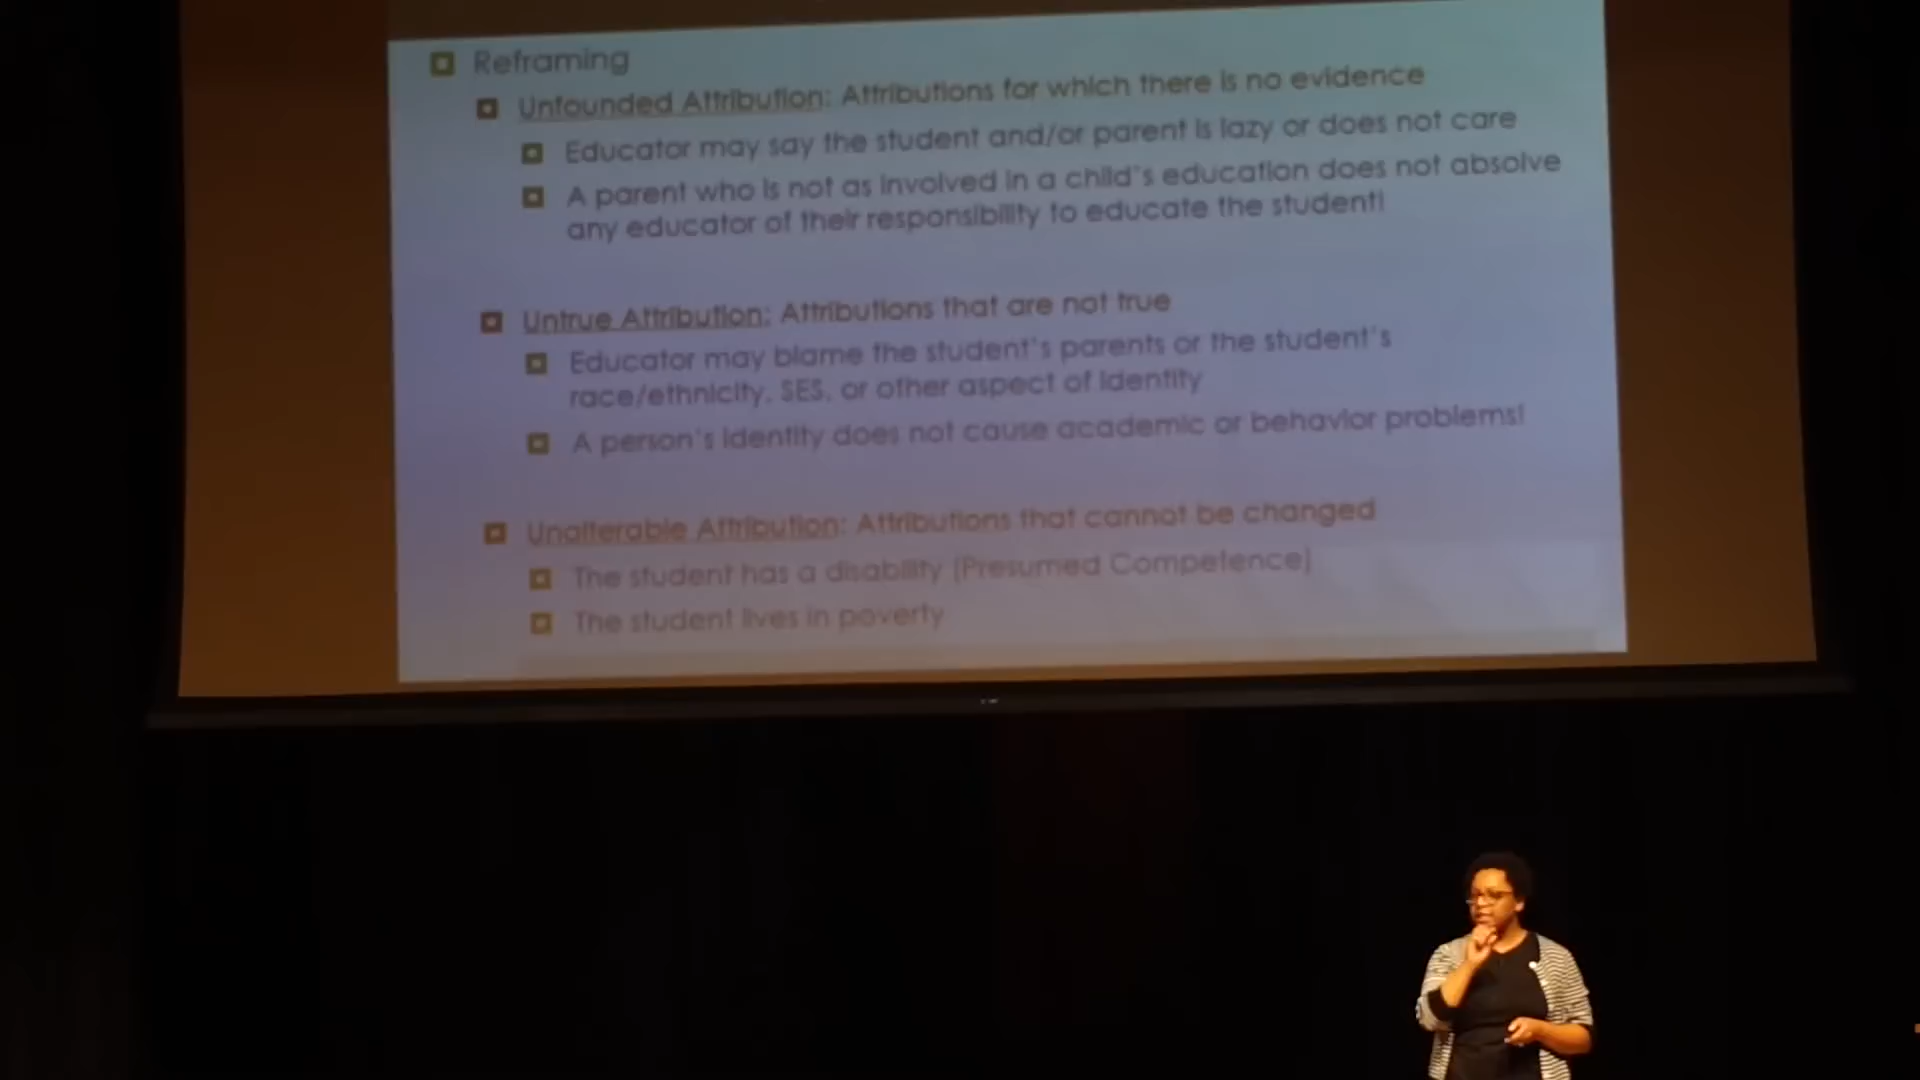 Reframing
Unfounded Attribution: Attributions for which there is no evidence
Educator may say the student and/or parent is lazy or does not care
A parent who is not as involved in a child's education does not absolve
any educator of their responsibility to educate the student!
Untrue Attribution: Attributions that are not true
Educator may blame the student's parents or the student's
race/ethnicity, SES, or other aspect of identity
A person's identity does not cause academic or behavior problems!
Unalterable Attribution: Attributions that cannot be changed
The student has a disability [Presumed Competence]
The student lives in poverty